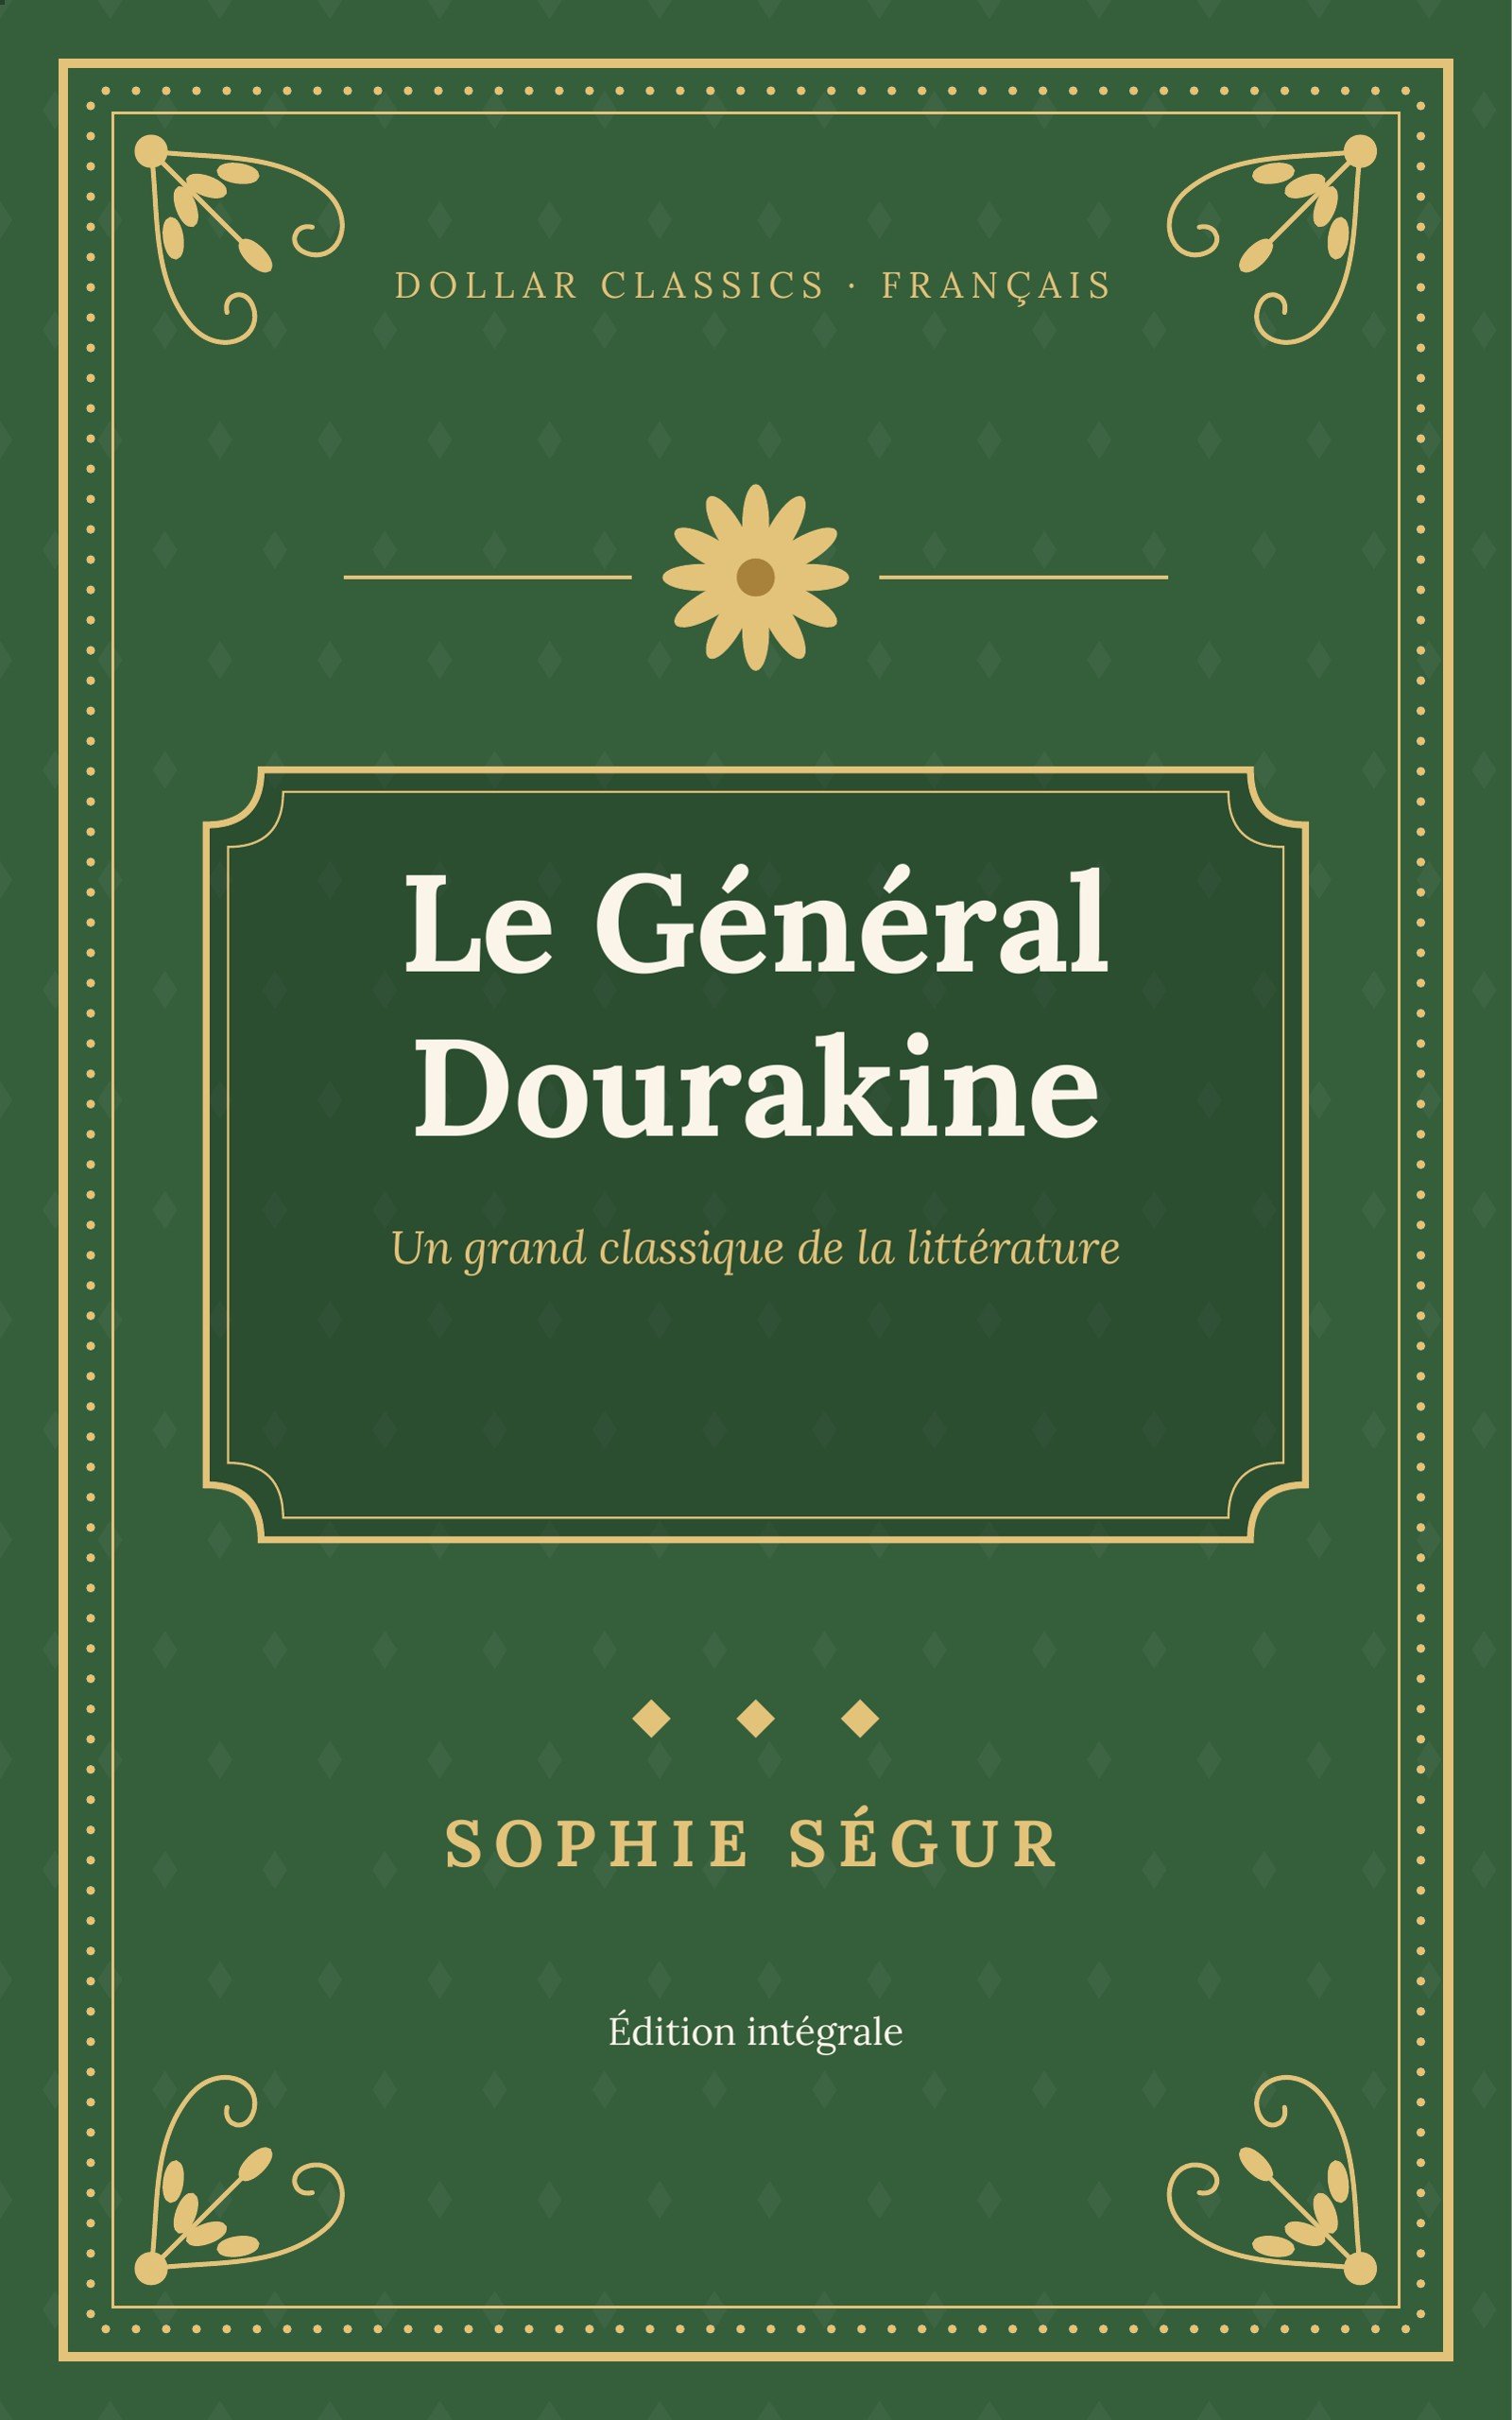 DOLLAR CLASSICS · FRANÇAIS
Le Général
Dourakine
Un grand classique de la littérature
SOPHIE SÉGUR
Édition intégrale